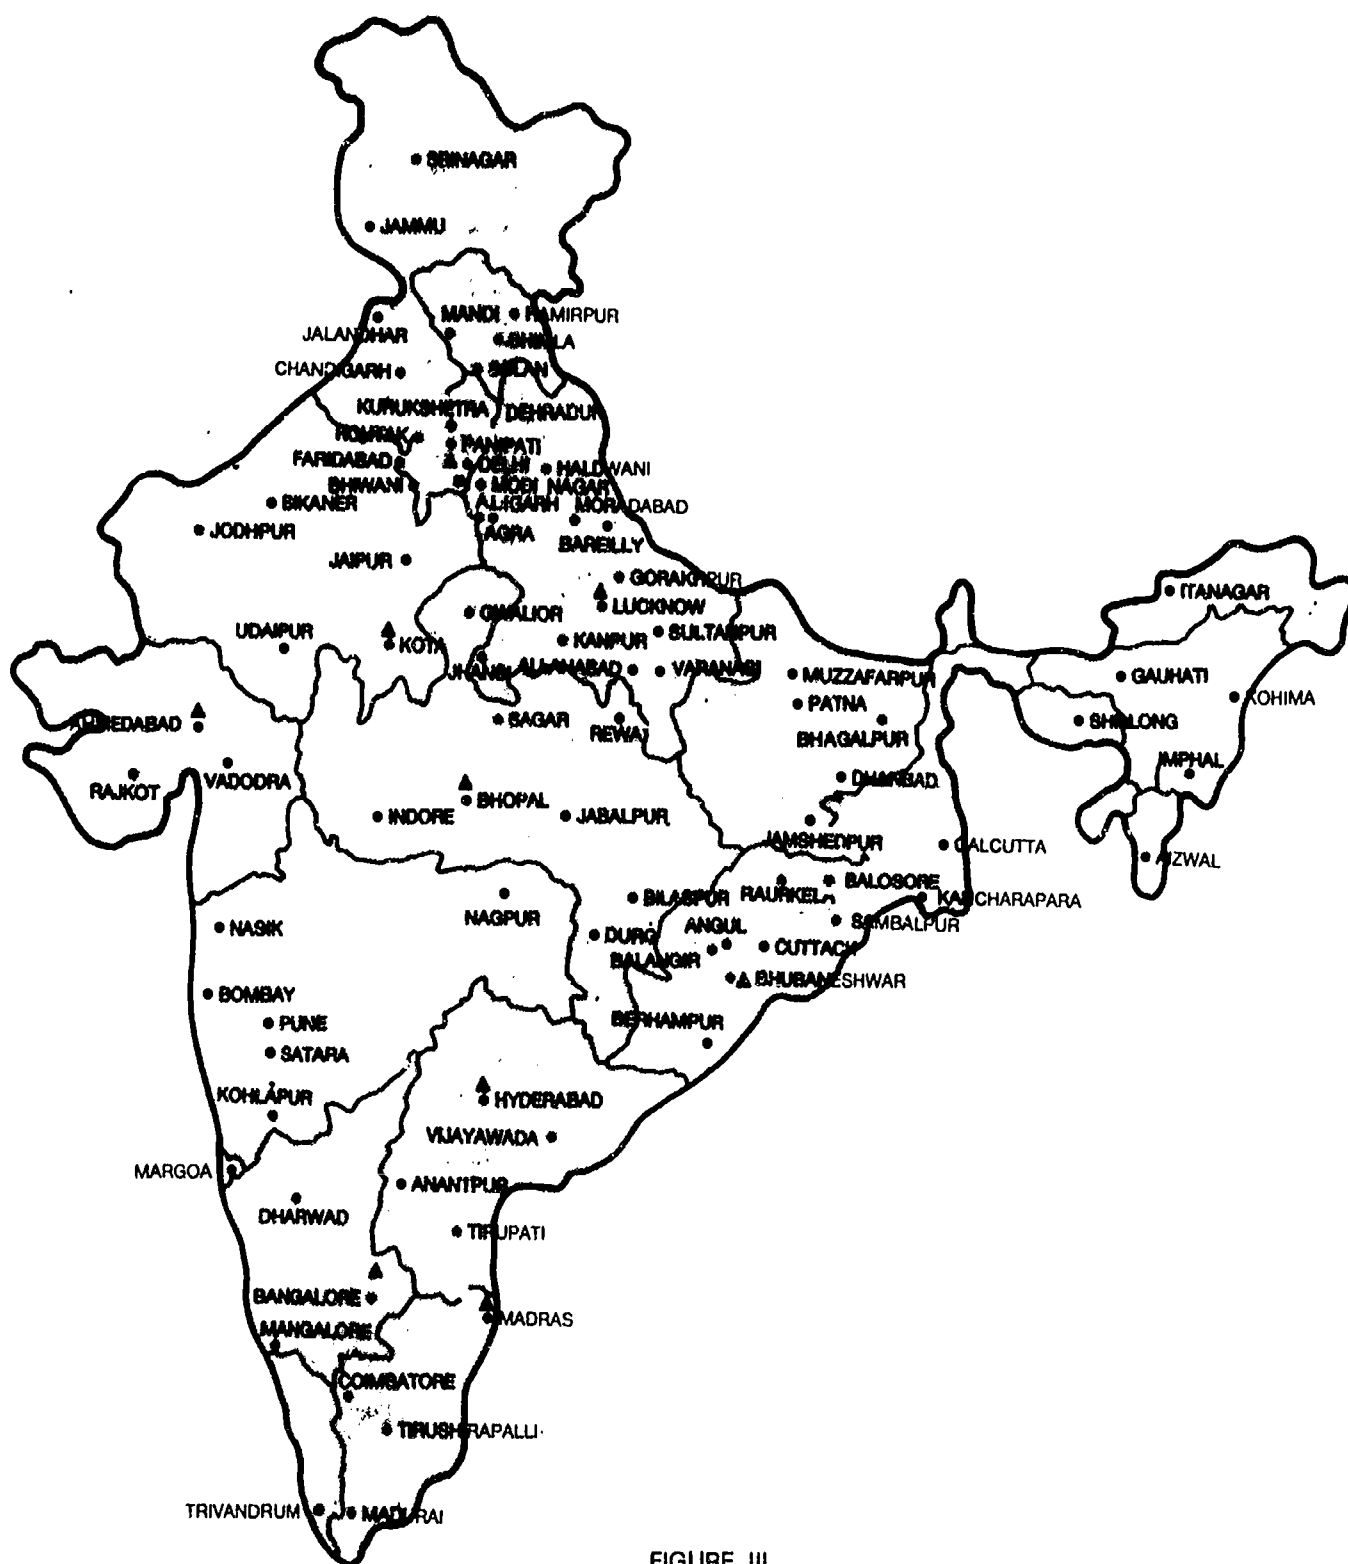 SRINAGAR
JAMMU
MANDI
HAMIRPUR
JALANDHAR
SHIMLA
CHANDIGARH
SOLAN
KURUKSHETRA
DEHRADUN
ROHTAK
PANIPATI
FARIDABAD
DELHI
HALDWANI
BHIWANI
MODI NAGAR
BIKANER
ALIGARH
MORADABAD
JODHPUR
AGRA
BAREILLY
JAIPUR
GORAKHPUR
ITANAGAR
GWALIOR
LUCKNOW
UDAIPUR
KOTA
KANPUR
SULTANPUR
JHANSI
ALLAHABAD
VARANASI
MUZZAFARPUR
GAUHATI
KOHIMA
PATNA
AHMEDABAD
SAGAR
REWA
BHAGALPUR
SHILLONG
IMPHAL
RAJKOT
VADODRA
DHANBAD
INDORE
BHOPAL
JABALPUR
JAMSHEDPUR
CALCUTTA
AIZWAL
NAGPUR
BILASPUR
RAURKELA
BALOSORE
KANCHARAPARA
NASIK
DURG
ANGUL
SAMBALPUR
BALANGIR
CUTTACK
BHUBANESHWAR
BOMBAY
PUNE
BERHAMPUR
SATARA
KOHLAPUR
HYDERABAD
VIJAYAWADA
MARGOA
ANANTPUR
DHARWAD
TIRUPATI
BANGALORE
MADRAS
MANGALORE
COIMBATORE
TIRUSHIRAPALLI
TRIVANDRUM
MADURAI
FIGURE III